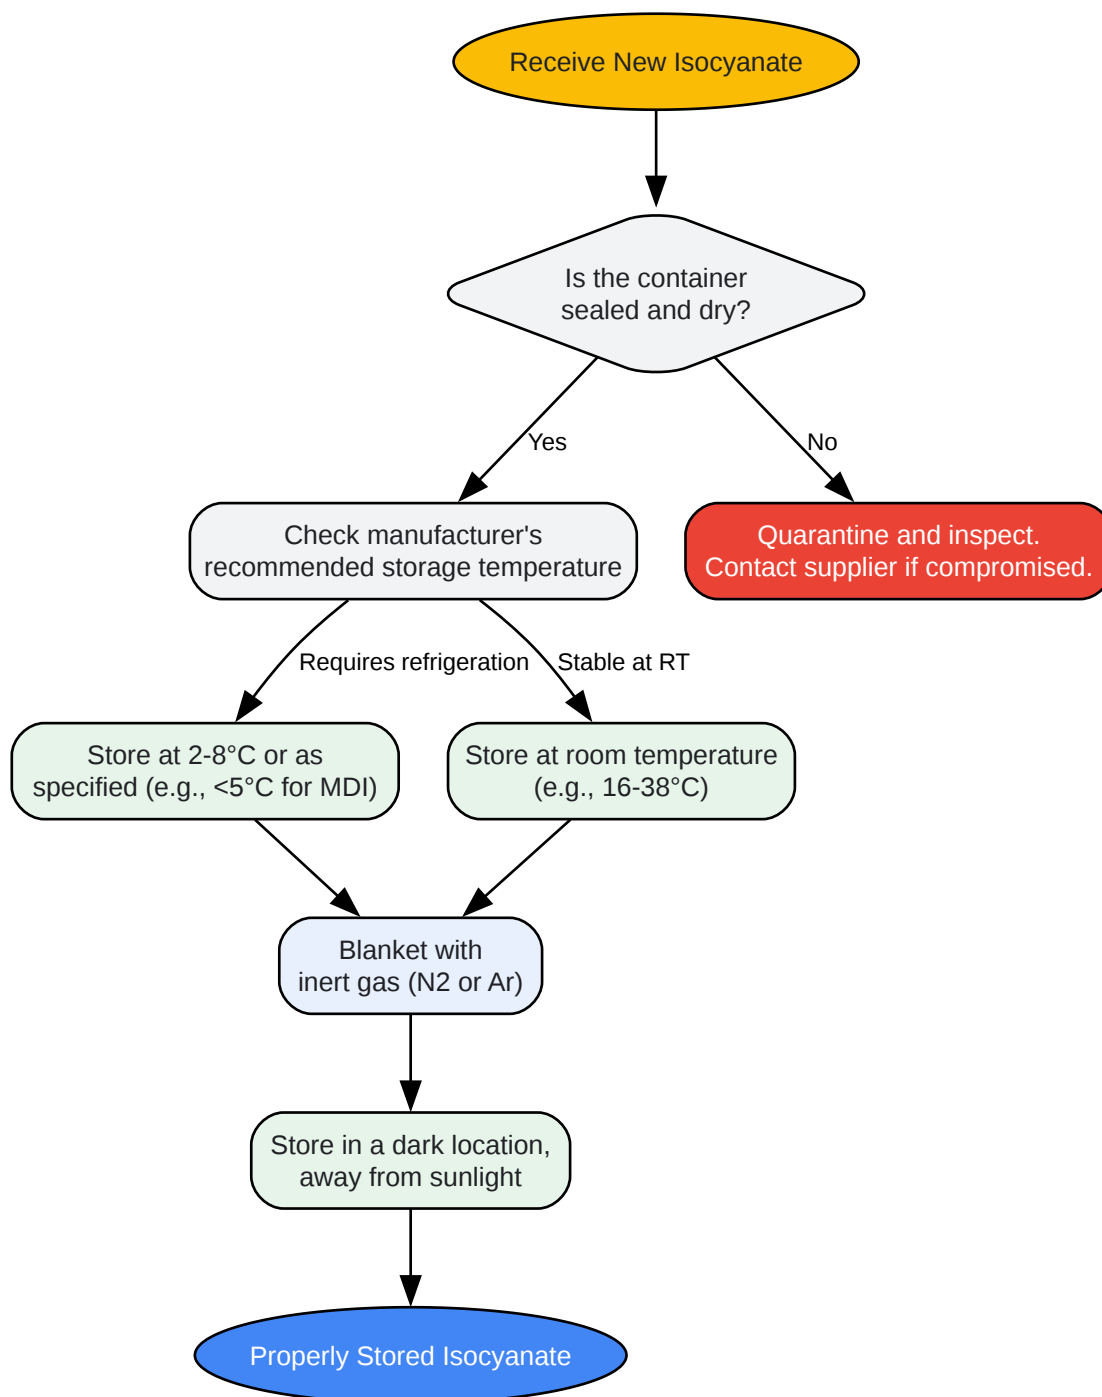 Receive New Isocyanate
Is the container
sealed and dry?
Yes
No
Check manufacturer's
recommended storage temperature
Quarantine and inspect.
Contact supplier if compromised.
Requires refrigeration
Stable at RT
Store at 2-8°C or as
specified (e.g., <5°C for MDI)
Store at room temperature
(e.g., 16-38°C)
Blanket with
inert gas (N2 or Ar)
Store in a dark location,
away from sunlight
Properly Stored Isocyanate